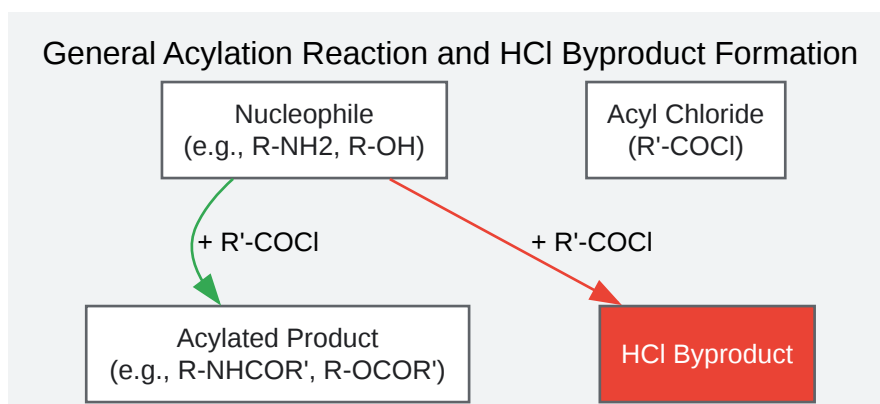 General Acylation Reaction and HCl Byproduct Formation
Nucleophile
(e.g., R-NH2, R-OH)
Acyl Chloride
(R'-COCl)
+ R'-COCl
+ R'-COCl
Acylated Product
(e.g., R-NHCOR', R-OCOR')
HCl Byproduct